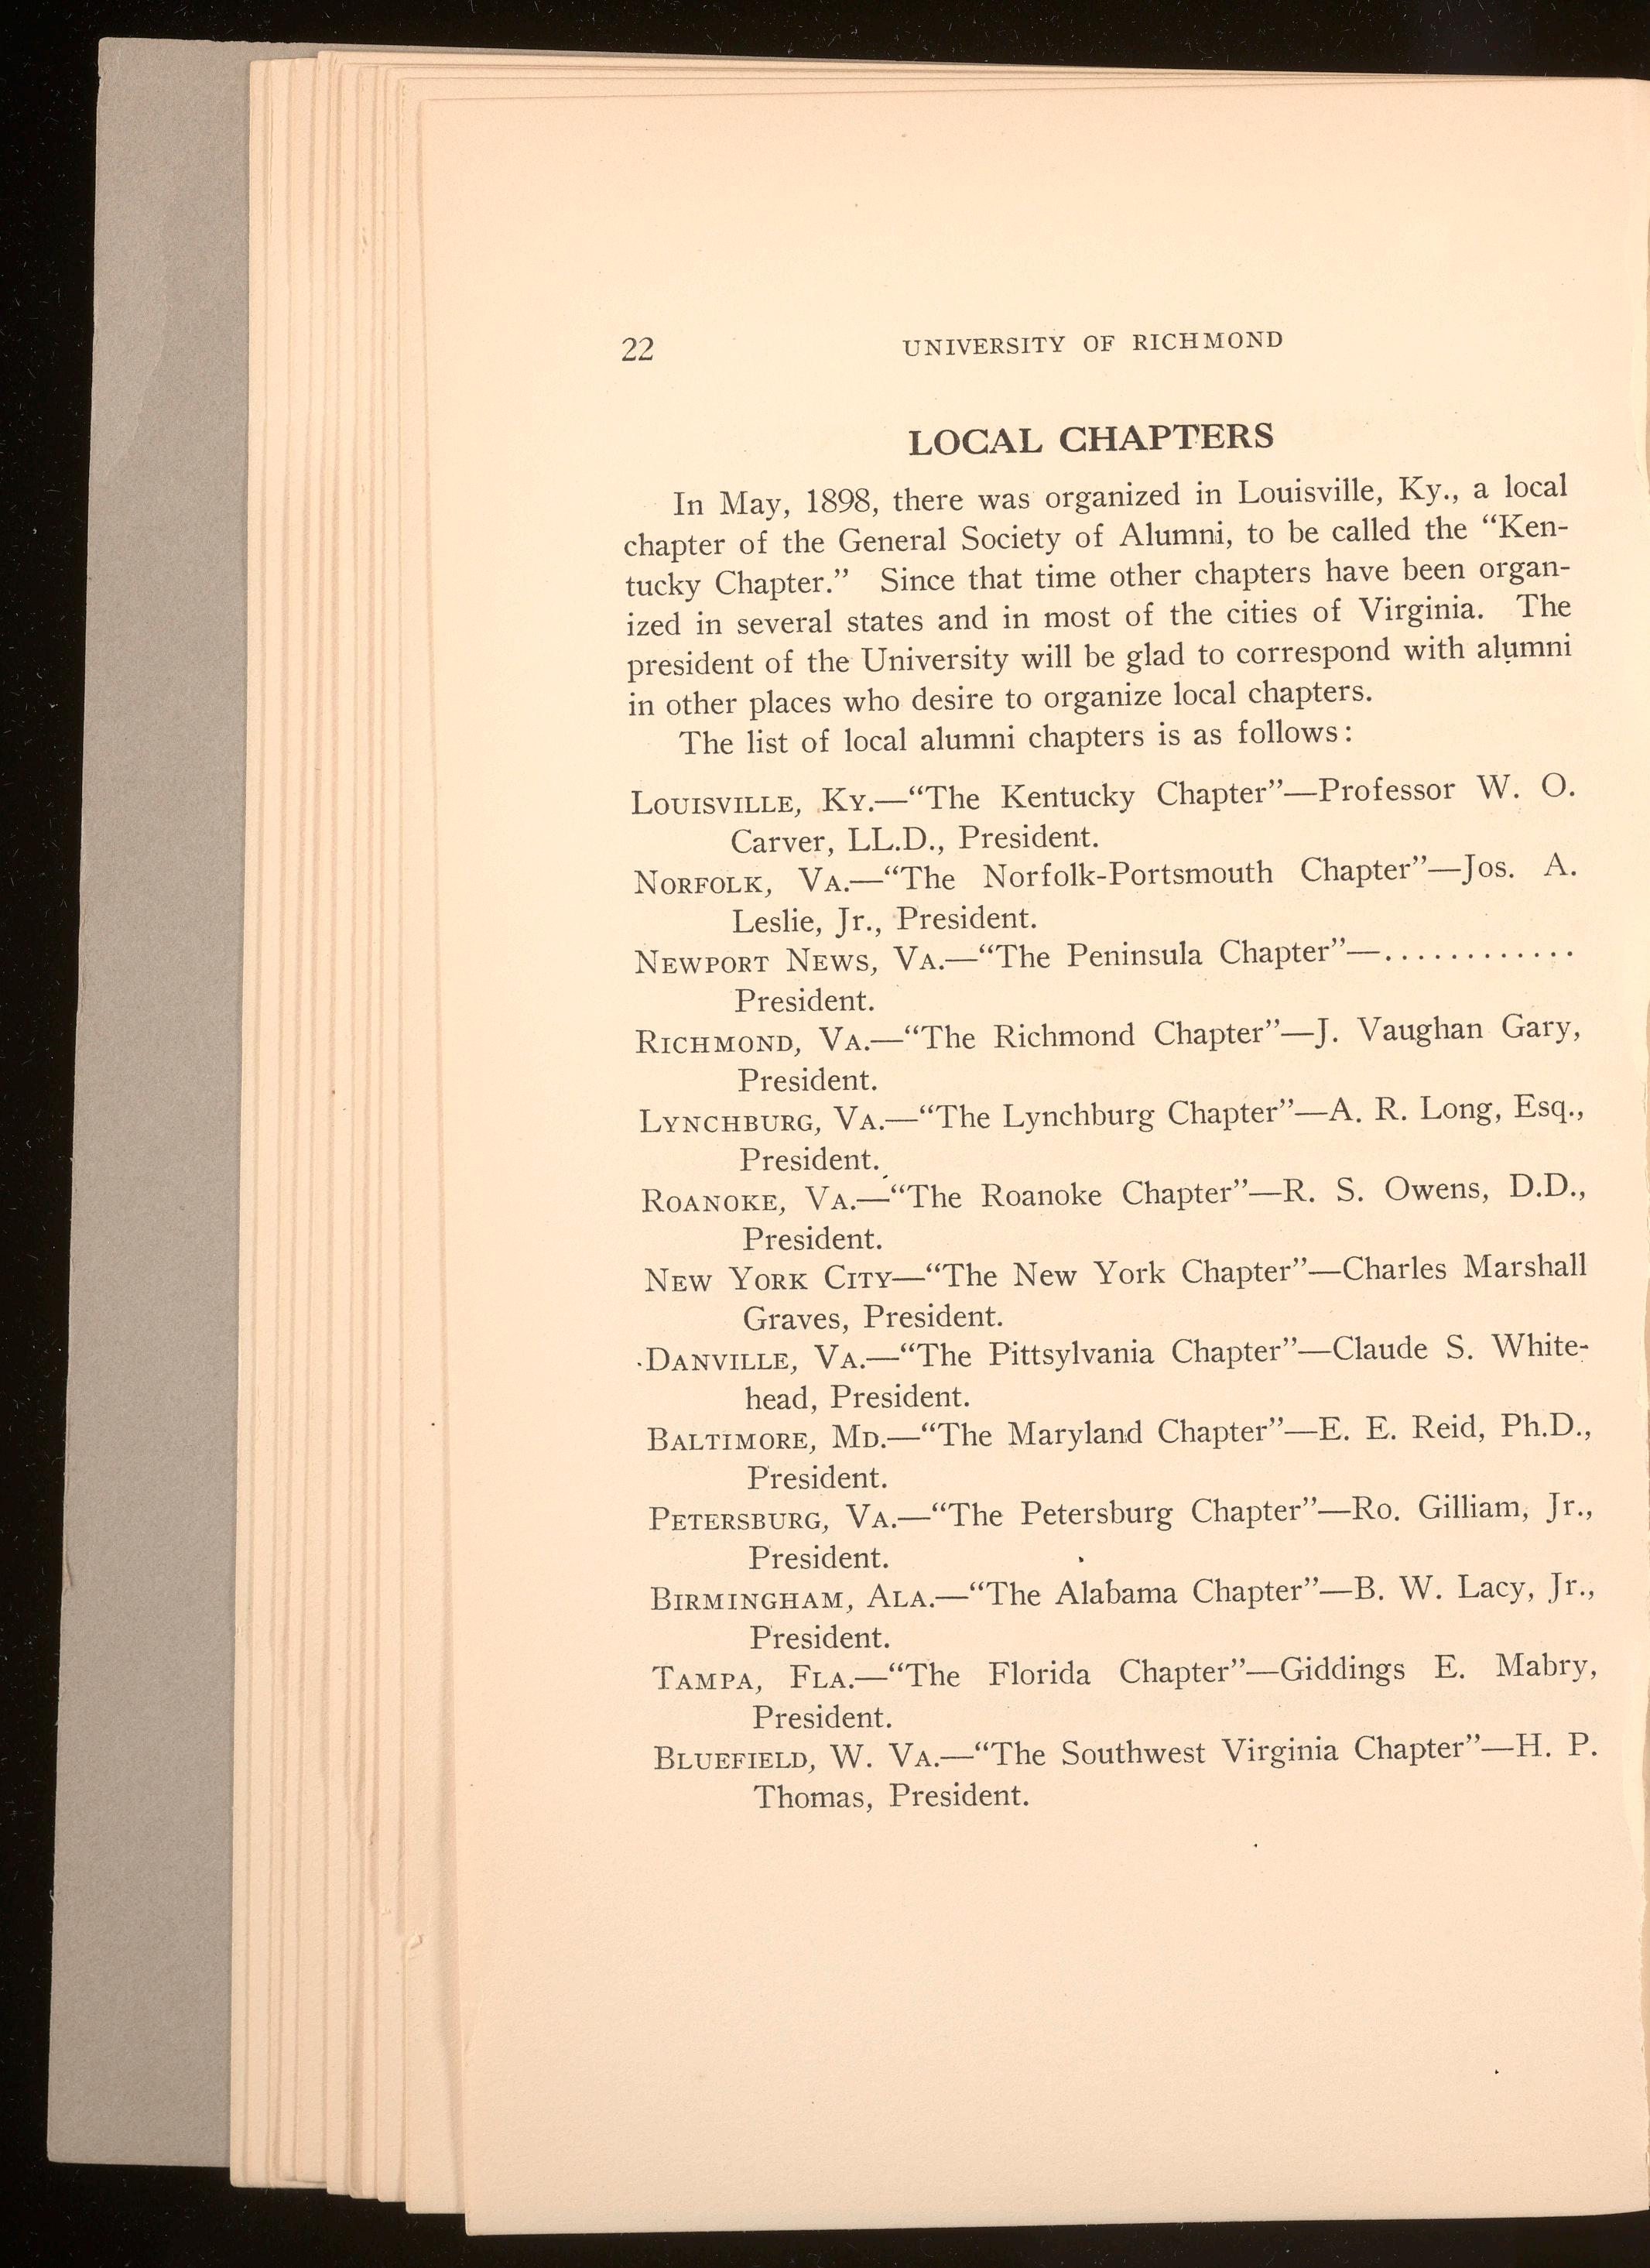 22 UNIVERSITY OF RICHMOND
LOCAL CHAPTERS
In May, 1898, there was organized in Louisville, Ky., a local
chapter of the General Society of Alumni, to be called the “Ken-
tucky Chapter.” Since that time other chapters have been organ-
ized in several states and in most of the cities of Virginia. The
president of the University will be glad to correspond with alumni
in other places who desire to organize local chapters.
The list of local alumni chapters is as follows:
LOUISVILLE, KY.—“The Kentucky Chapter”—Professor W. O.
Carver, LL.D., President.
NORFOLK, VA.—“The Norfolk-Portsmouth Chapter”—Jos. A.
Leslie, Jr., President.
NEWPORT NEWS, VA.—“The Peninsula Chapter”—............
President.
RICHMOND, VA.—“The Richmond Chapter”—J. Vaughan Gary,
President.
LYNCHBURG, VA.—“The Lynchburg Chapter”—A. R. Long, Esq.,
President.
ROANOKE, VA.—“The Roanoke Chapter”—R. S. Owens, D.D.,
President.
NEW YORK CITY—“The New York Chapter”—Charles Marshall
Graves, President.
DANVILLE, VA.—“The Pittsylvania Chapter”—Claude S. White-
head, President.
BALTIMORE, MD.—“The Maryland Chapter”—E. E. Reid, Ph.D.,
President.
PETERSBURG, VA.—“The Petersburg Chapter”—Ro. Gilliam, Jr.,
President.
BIRMINGHAM, ALA.—“The Alabama Chapter”—B. W. Lacy, Jr.,
President.
TAMPA, FLA.—“The Florida Chapter”—Giddings E. Mabry,
President.
BLUEFIELD, W. VA.—“The Southwest Virginia Chapter”—H. P.
Thomas, President.